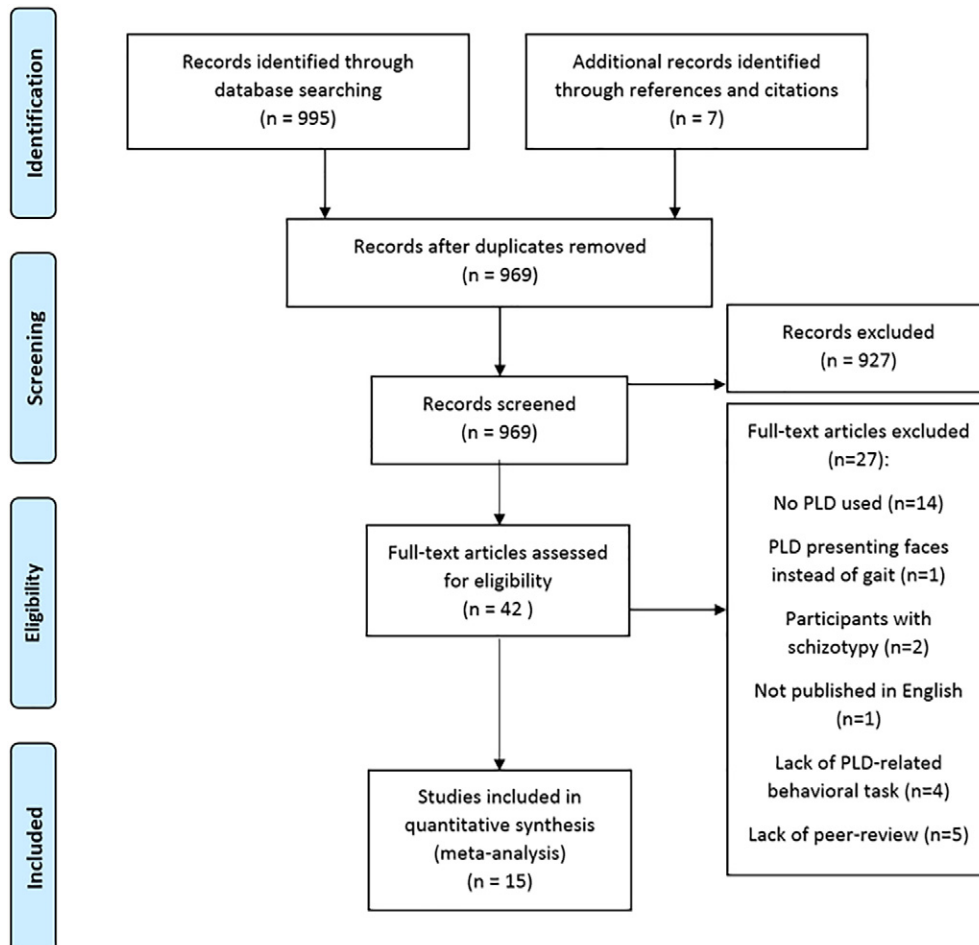 Identification
Records identified through
database searching
(n = 995)
Additional records identified
through references and citations
(n = 7)
Records after duplicates removed
(n = 969)
Screening
Records screened
(n = 969)
Records excluded
(n = 927)
Eligibility
Full-text articles assessed
for eligibility
(n = 42 )
Full-text articles excluded
(n=27):
No PLD used (n=14)
PLD presenting faces
instead of gait (n=1)
Participants with
schizotypy (n=2)
Not published in English
(n=1)
Lack of PLD-related
behavioral task (n=4)
Lack of peer-review (n=5)
Included
Studies included in
quantitative synthesis
(meta-analysis)
(n = 15)